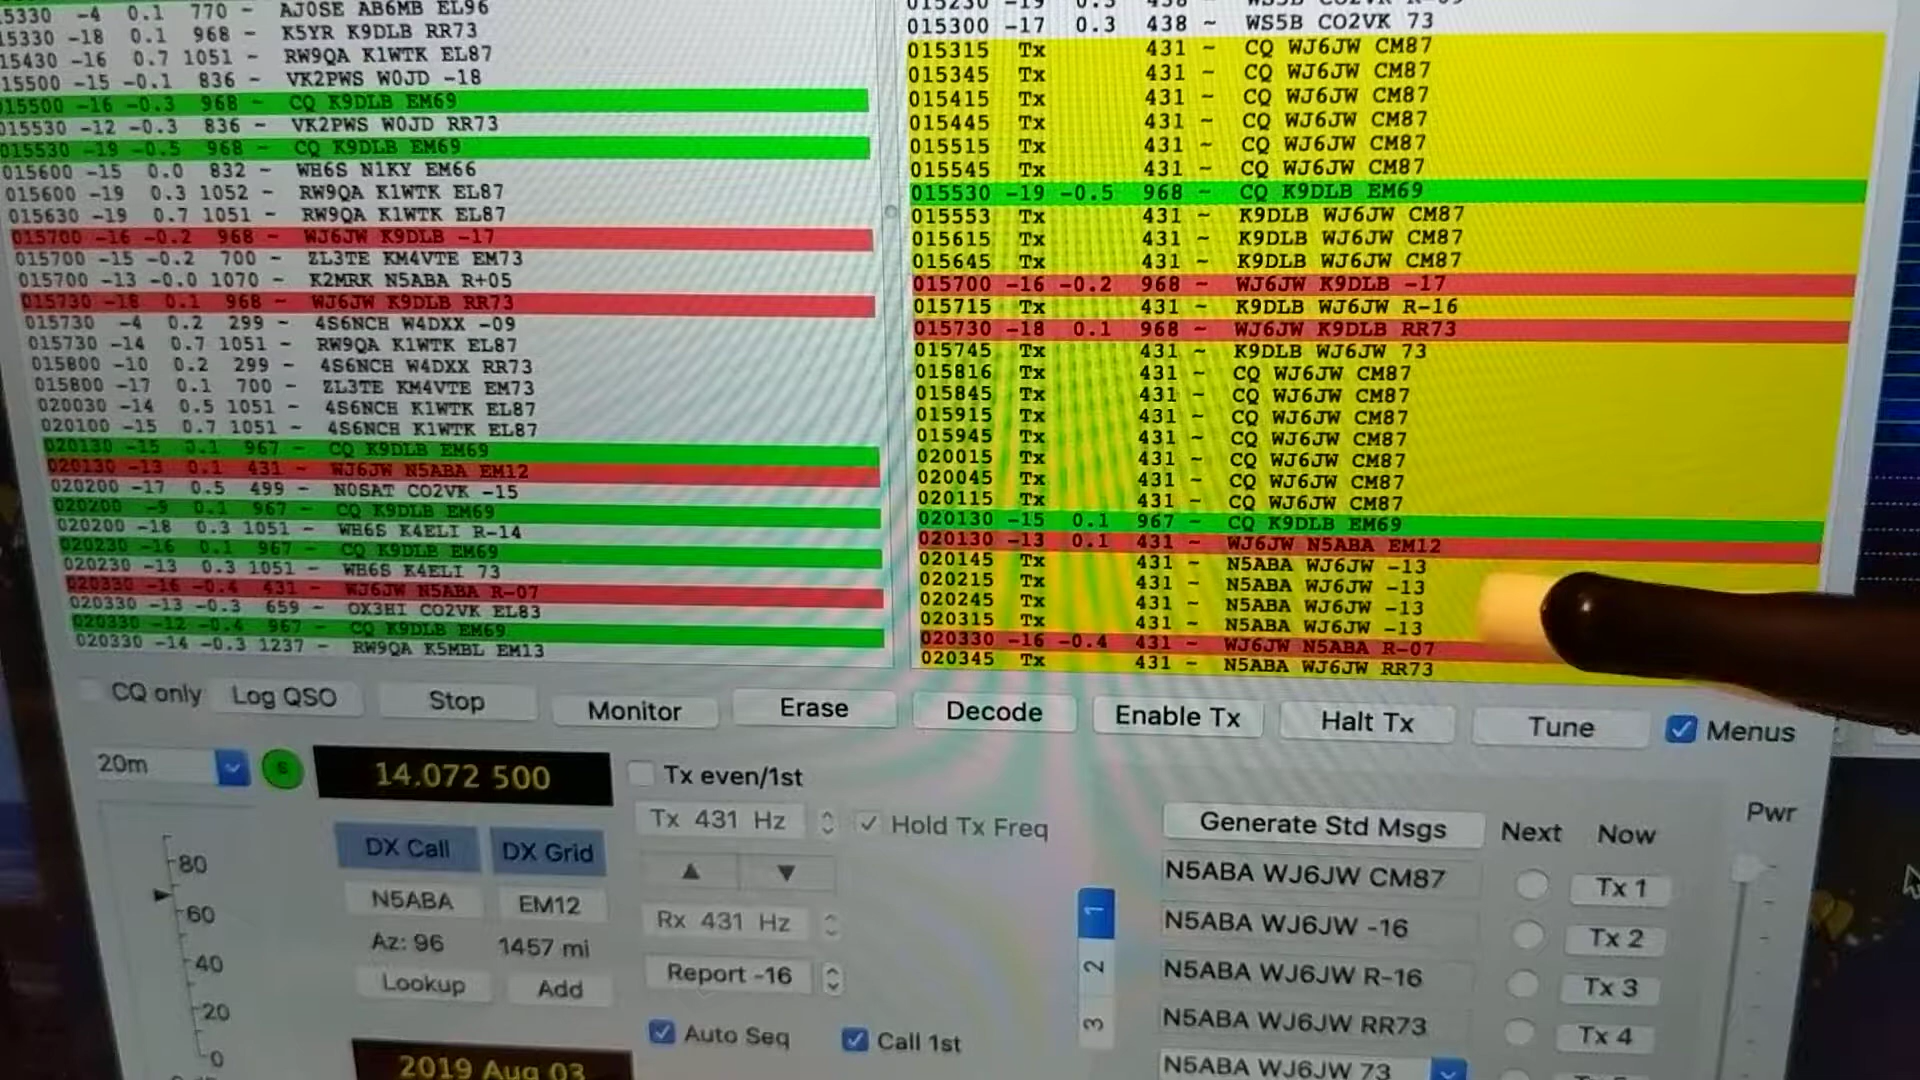 15330 -4 0.1 770 ~ AJ0SE AB6MB EL96
15330 -18 0.1 968 ~ K5YR K9DLB RR73
15430 -16 0.7 1051 ~ RW9QA K1WTK EL87
15500 -15 -0.1 836 ~ VK2PWS W0JD -18
015500 -16 -0.3 968 ~ CQ K9DLB EM69
015530 -12 -0.3 836 ~ VK2PWS W0JD RR73
015530 -19 -0.5 968 ~ CQ K9DLB EM69
015600 -15 0.0 832 ~ WH6S N1KY EM66
015600 -19 0.3 1052 ~ RW9QA K1WTK EL87
015630 -19 0.7 1051 ~ RW9QA K1WTK EL87
015700 -16 -0.2 968 ~ WJ6JW K9DLB -17
015700 -15 -0.2 700 ~ ZL3TE KM4VTE EM73
015700 -13 -0.0 1070 ~ K2MRK N5ABA R+05
015730 -18 0.1 968 ~ WJ6JW K9DLB RR73
015730 -4 0.2 299 ~ 4S6NCH W4DXX -09
015730 -14 0.7 1051 ~ RW9QA K1WTK EL87
015800 -10 0.2 299 ~ 4S6NCH W4DXX RR73
015800 -17 0.1 700 ~ ZL3TE KM4VTE EM73
020030 -14 0.5 1051 ~ 4S6NCH K1WTK EL87
020100 -15 0.7 1051 ~ 4S6NCH K1WTK EL87
020130 -15 0.1 967 ~ CQ K9DLB EM69
020130 -13 0.1 431 ~ WJ6JW N5ABA EM12
020200 -17 0.5 499 ~ N0SAT CO2VK -15
020200 -9 0.1 967 ~ CQ K9DLB EM69
020200 -18 0.3 1051 ~ WH6S K4ELI R-14
020230 -16 0.1 967 ~ CQ K9DLB EM69
020230 -13 0.3 1051 ~ WH6S K4ELI 73
020330 -16 -0.4 431 ~ WJ6JW N5ABA R-07
020330 -13 -0.3 659 ~ OX3HI CO2VK EL83
020330 -12 -0.4 967 ~ CQ K9DLB EM69
020330 -14 -0.3 1237 ~ RW9QA K5MBL EM13
015300 -17 0.3 438 ~ WS5B CO2VK 73
015315 Tx 431 ~ CQ WJ6JW CM87
015345 Tx 431 ~ CQ WJ6JW CM87
015415 Tx 431 ~ CQ WJ6JW CM87
015445 Tx 431 ~ CQ WJ6JW CM87
015515 Tx 431 ~ CQ WJ6JW CM87
015545 Tx 431 ~ CQ WJ6JW CM87
015530 -19 -0.5 968 ~ CQ K9DLB EM69
015553 Tx 431 ~ K9DLB WJ6JW CM87
015615 Tx 431 ~ K9DLB WJ6JW CM87
015645 Tx 431 ~ K9DLB WJ6JW CM87
015700 -16 -0.2 968 ~ WJ6JW K9DLB -17
015715 Tx 431 ~ K9DLB WJ6JW R-16
015730 -18 0.1 968 ~ WJ6JW K9DLB RR73
015745 Tx 431 ~ K9DLB WJ6JW 73
015816 Tx 431 ~ CQ WJ6JW CM87
015845 Tx 431 ~ CQ WJ6JW CM87
015915 Tx 431 ~ CQ WJ6JW CM87
015945 Tx 431 ~ CQ WJ6JW CM87
020015 Tx 431 ~ CQ WJ6JW CM87
020045 Tx 431 ~ CQ WJ6JW CM87
020115 Tx 431 ~ CQ WJ6JW CM87
020130 -15 0.1 967 ~ CQ K9DLB EM69
020130 -13 0.1 431 ~ WJ6JW N5ABA EM12
020145 Tx 431 ~ N5ABA WJ6JW -13
020215 Tx 431 ~ N5ABA WJ6JW -13
020245 Tx 431 ~ N5ABA WJ6JW -13
020315 Tx 431 ~ N5ABA WJ6JW -13
020330 -16 -0.4 431 ~ WJ6JW N5ABA R-07
020345 Tx 431 ~ N5ABA WJ6JW RR73
CQ only Log QSO Stop Monitor Erase Decode Enable Tx Halt Tx Tune Menus
20m S 14.072 500 Tx even/1st
Tx 431 Hz Hold Tx Freq
Generate Std Msgs Next Now Pwr
DX Call DX Grid
N5ABA WJ6JW CM87 Tx 1
N5ABA EM12
Rx 431 Hz
1 N5ABA WJ6JW -16 Tx 2
Az: 96 1457 mi
2 N5ABA WJ6JW R-16 Tx 3
Lookup Add Report -16
3 N5ABA WJ6JW RR73 Tx 4
Auto Seq Call 1st
N5ABA WJ6JW 73
2019 Aug 03
80
60
40
20
0